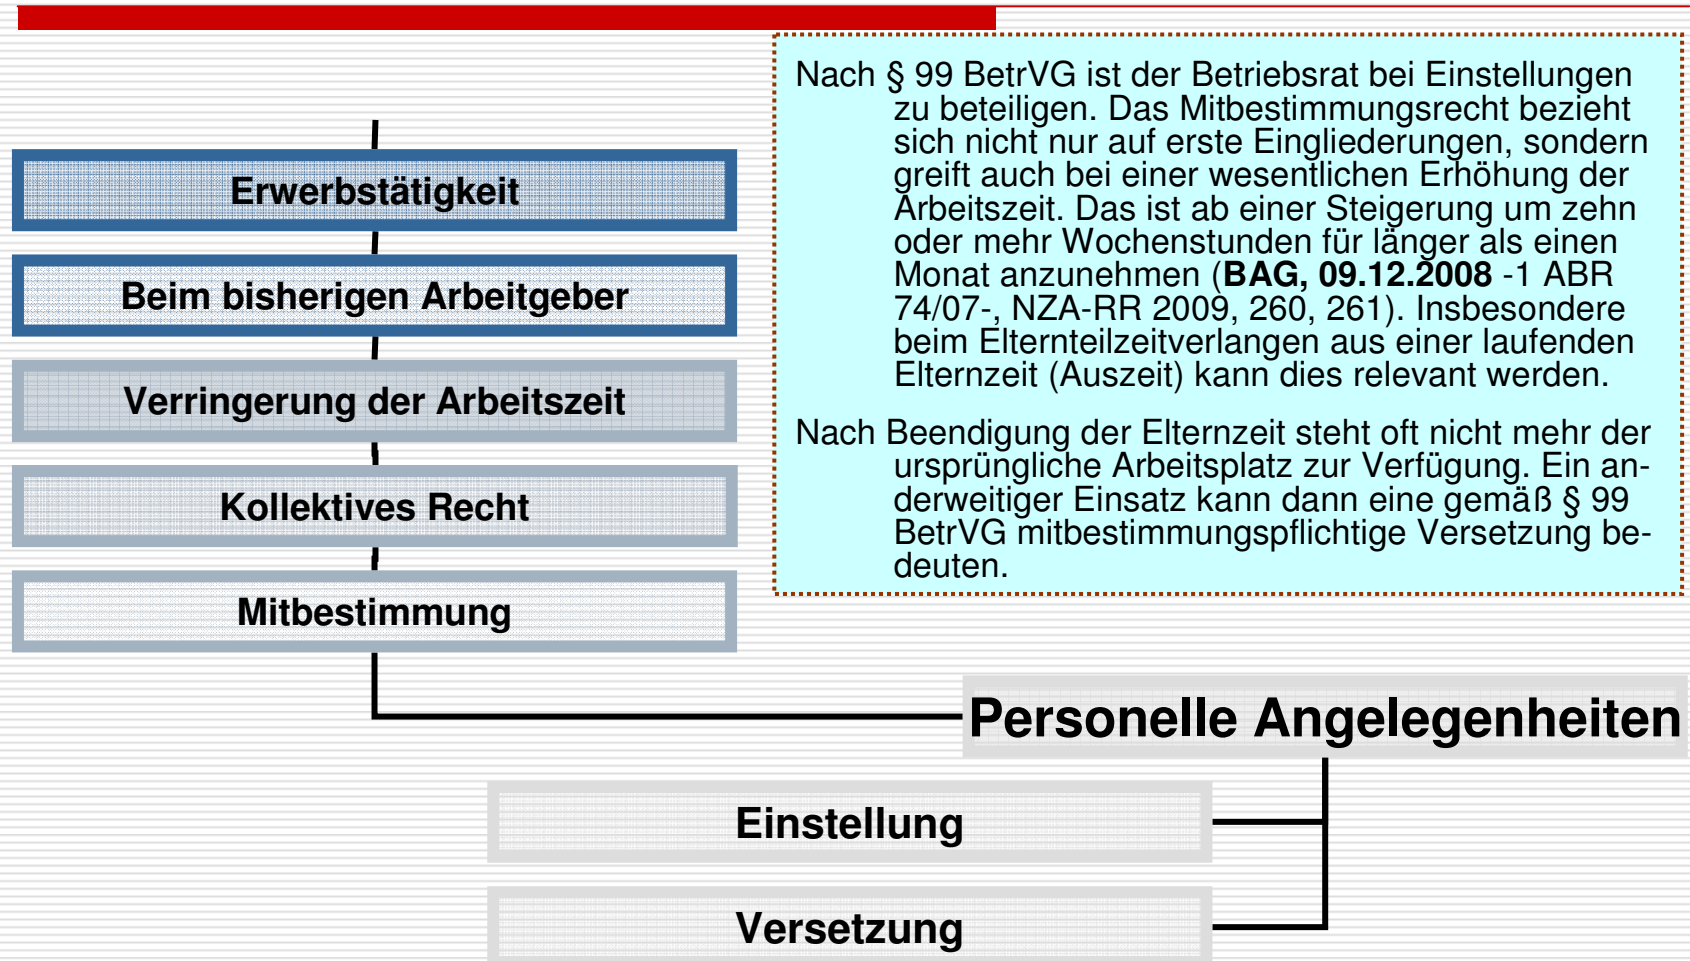 Nach § 99 BetrVG ist der Betriebsrat bei Einstellungen
zu beteiligen. Das Mitbestimmungsrecht bezieht
sich nicht nur auf erste Eingliederungen, sondern
greift auch bei einer wesentlichen Erhöhung der
Arbeitszeit. Das ist ab einer Steigerung um zehn
oder mehr Wochenstunden für länger als einen
Monat anzunehmen (BAG, 09.12.2008 -1 ABR
74/07-, NZA-RR 2009, 260, 261). Insbesondere
beim Elternteilzeitverlangen aus einer laufenden
Elternzeit (Auszeit) kann dies relevant werden.
Nach Beendigung der Elternzeit steht oft nicht mehr der
ursprüngliche Arbeitsplatz zur Verfügung. Ein an-
derweitiger Einsatz kann dann eine gemäß § 99
BetrVG mitbestimmungspflichtige Versetzung be-
deuten.
Erwerbstätigkeit
Beim bisherigen Arbeitgeber
Verringerung der Arbeitszeit
Kollektives Recht
Mitbestimmung
Personelle Angelegenheiten
Einstellung
Versetzung